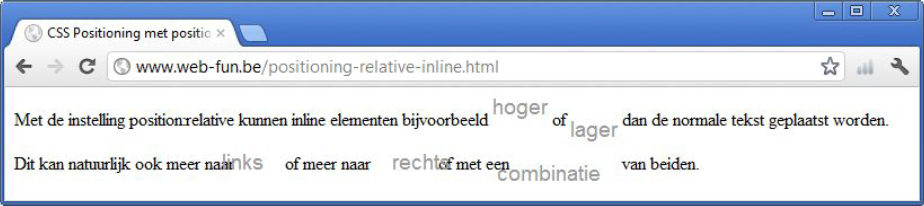 CSS Positioning met positio
www.web-fun.be/positioning-relative-inline.html
Met de instelling position:relative kunnen inline elementen bijvoorbeeld hoger of lager dan de normale tekst geplaatst worden.
Dit kan natuurlijk ook meer naar links of meer naar rechts of met een combinatie van beiden.